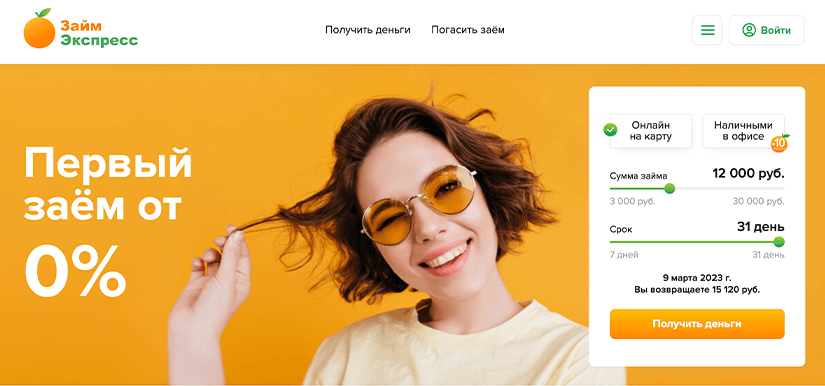 Займ
Экспресс
Получить деньги
Погасить заём
Войти
Первый
заём от
0%
Онлайн
на карту
Наличными
в офисе
Сумма займа
12 000 руб.
3 000 руб.
30 000 руб.
Срок
31 день
7 дней
31 день
9 марта 2023 г.
Вы возвращаете 15 120 руб.
Получить деньги